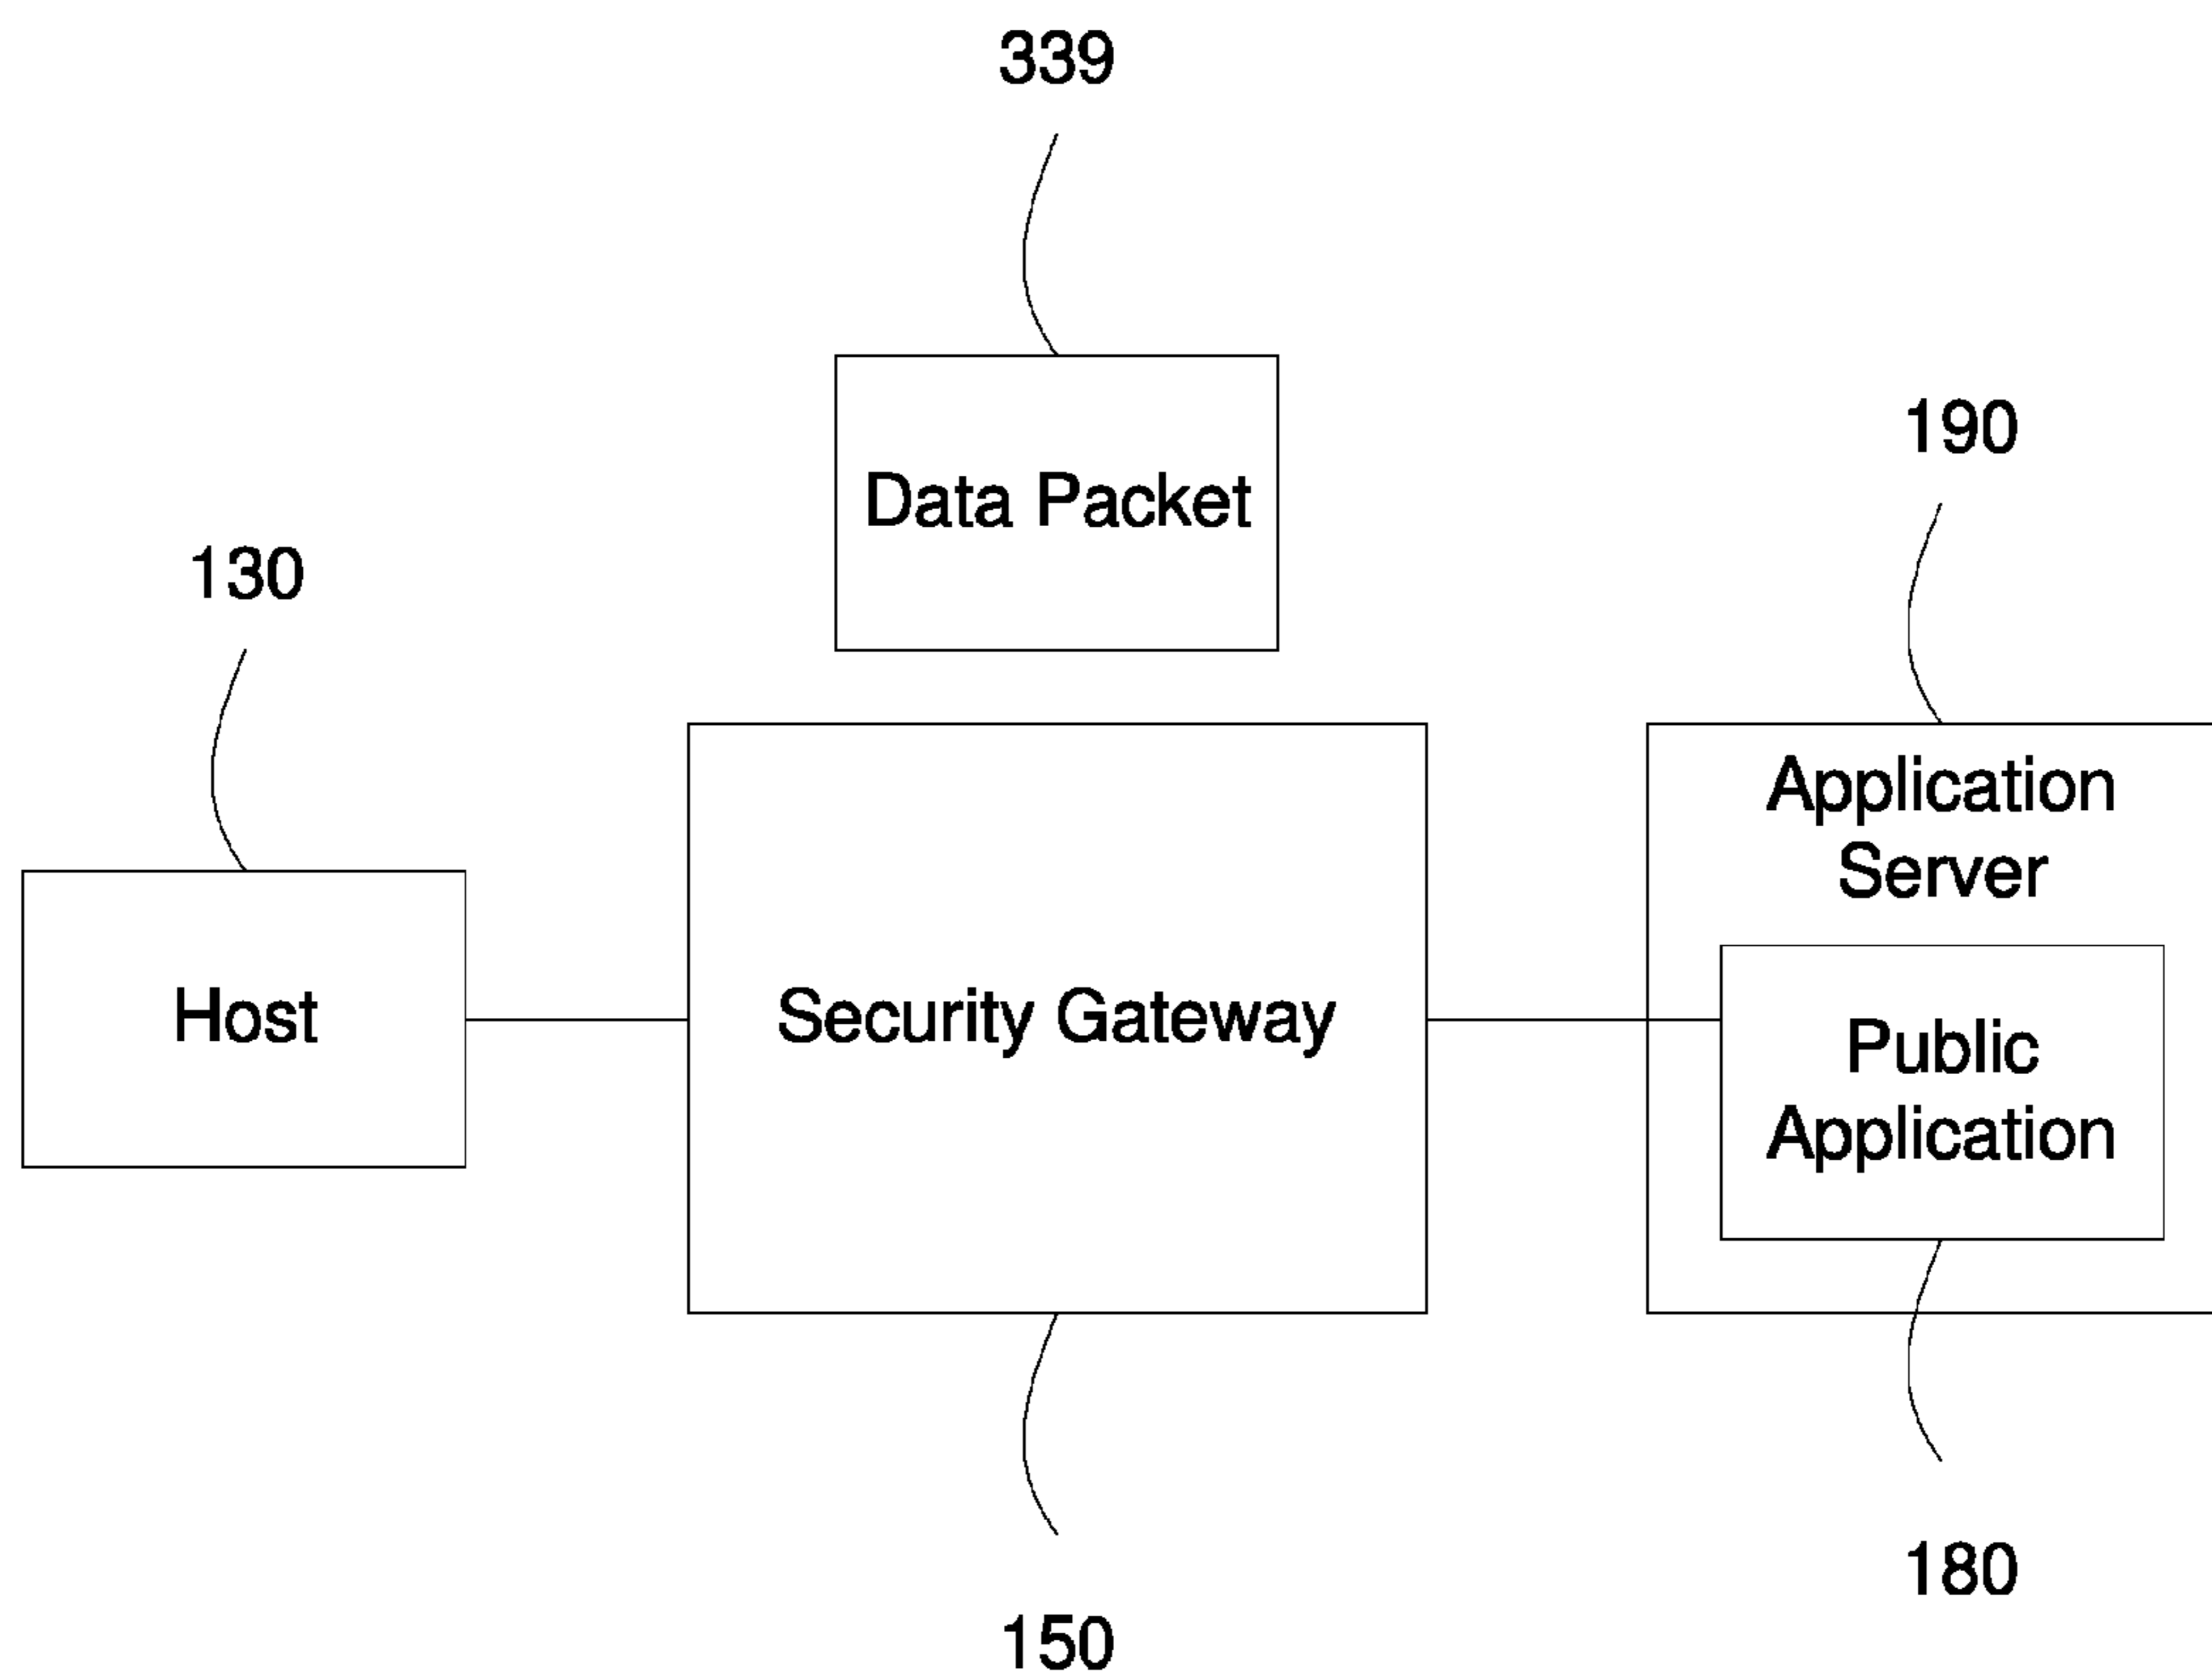 339
Data Packet
190
130
Application
Server
Host
Security Gateway
Public
Application
180
150